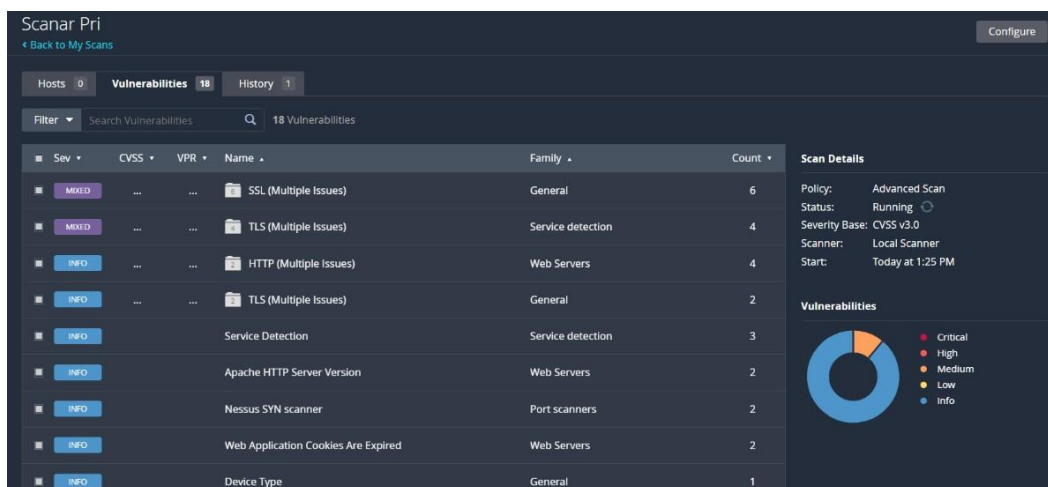 Scanar Pri
Back to My Scans
Configure
Hosts 0 Vulnerabilities 18 History 1
Filter Search Vulnerabilities 18 Vulnerabilities
Sev CVSS VPR Name Family Count
MIXED ... ... 6 SSL (Multiple Issues) General 6
MIXED ... ... 4 TLS (Multiple Issues) Service detection 4
INFO ... ... 2 HTTP (Multiple Issues) Web Servers 4
INFO ... ... 2 TLS (Multiple Issues) General 2
INFO Service Detection Service detection 3
INFO Apache HTTP Server Version Web Servers 2
INFO Nessus SYN scanner Port scanners 2
INFO Web Application Cookies Are Expired Web Servers 2
INFO Device Type General 1
Scan Details
Policy: Advanced Scan
Status: Running
Severity Base: CVSS v3.0
Scanner: Local Scanner
Start: Today at 1:25 PM
Vulnerabilities
Critical
High
Medium
Low
Info